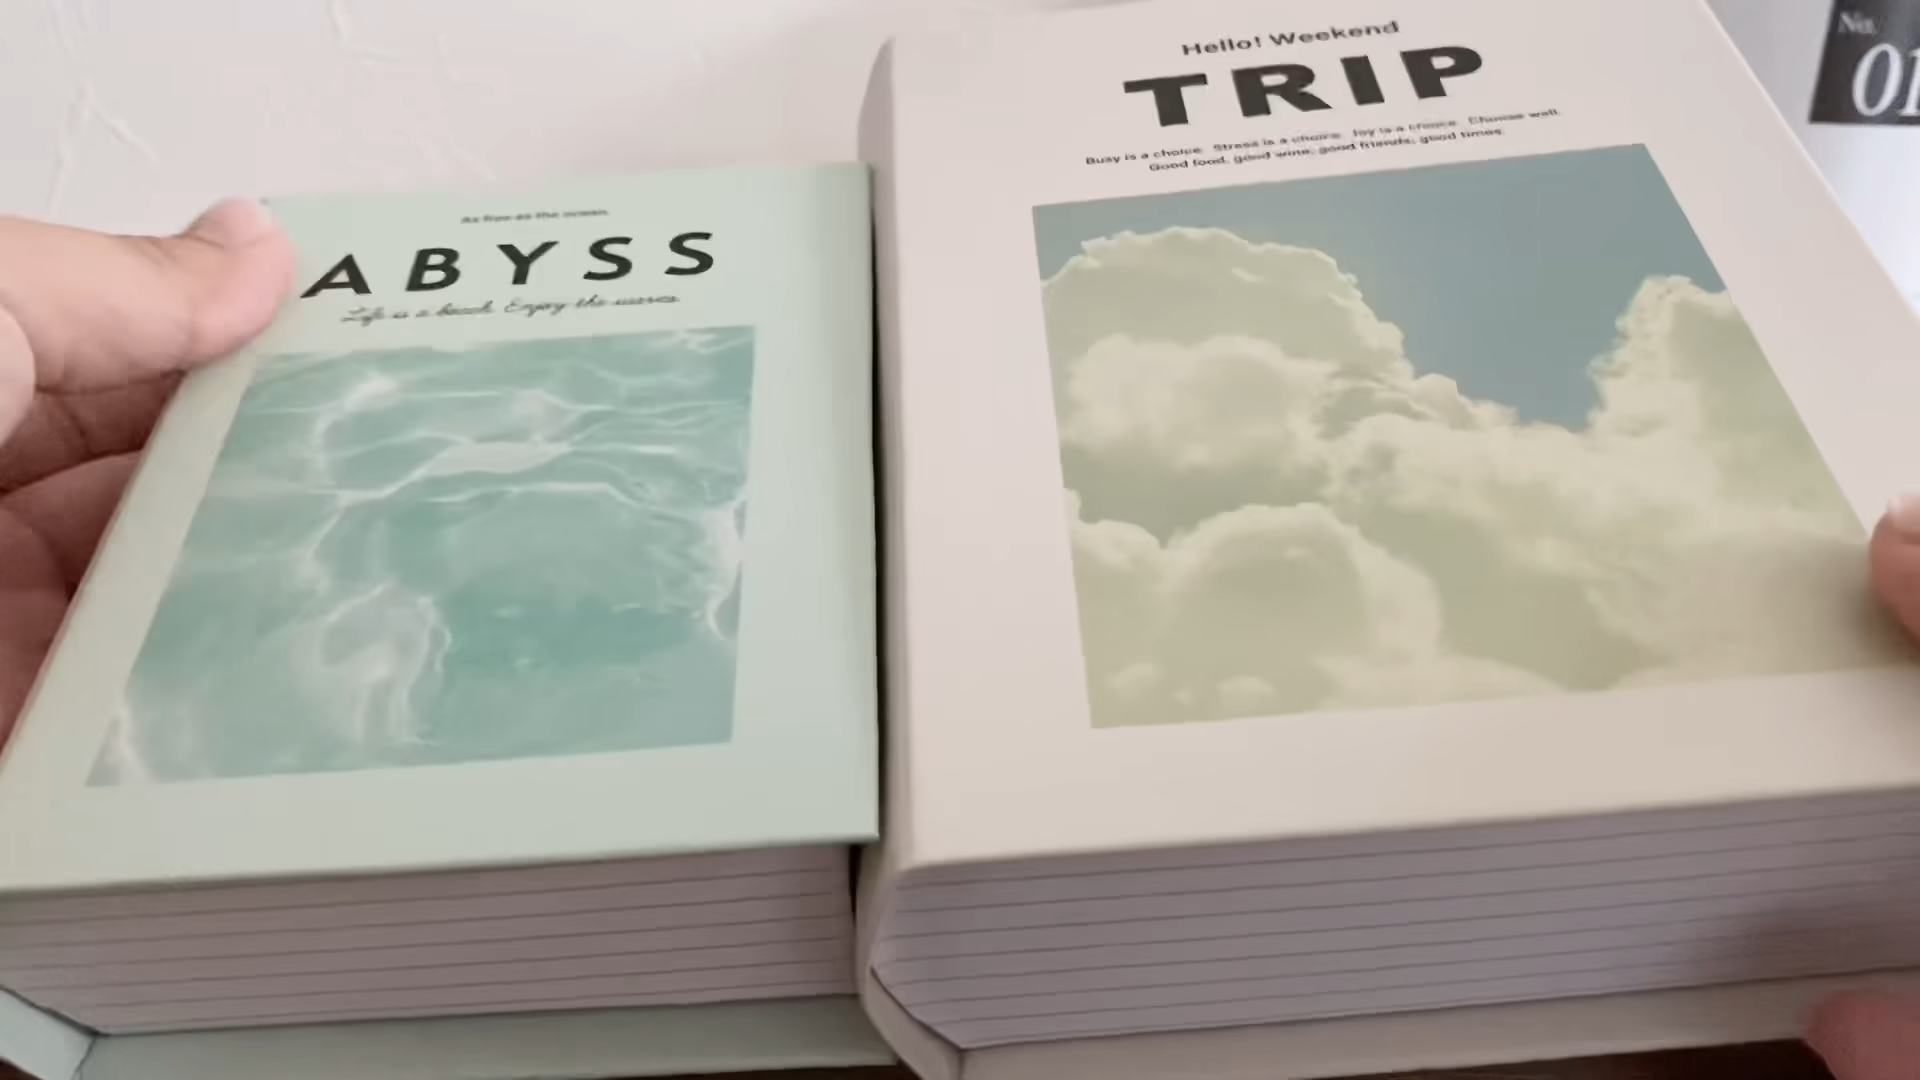 As free as the ocean.
ABYSS
Life is a beach. Enjoy the waves.
Hello! Weekend
TRIP
Busy is a choice. Stress is a choice. Joy is a choice. Choose well.
Good food, good wine, good friends, good times.
No.
01